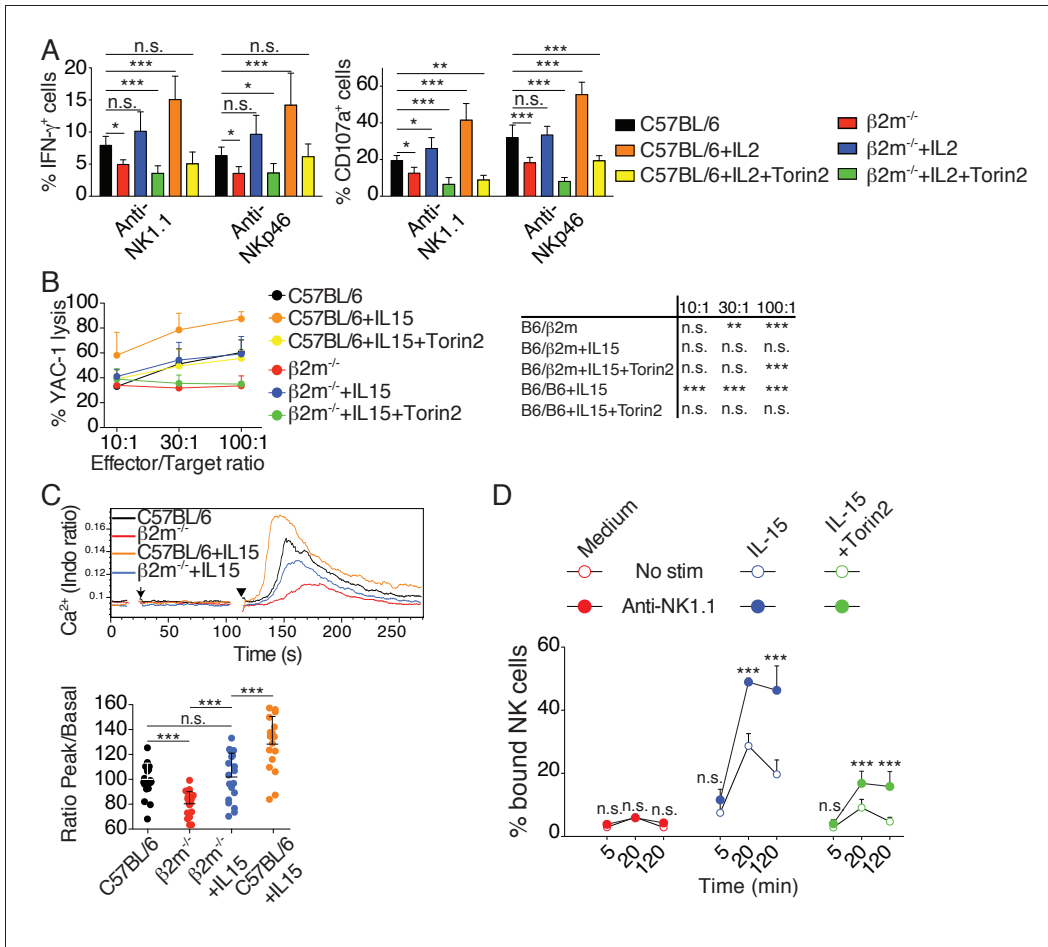 A
% IFN-γ+ cells
20
15
10
5
0
n.s.
***
***
n.s.
*
n.s.
***
*
n.s.
*
Anti-NK1.1
Anti-NKp46
% CD107a+ cells
60
40
20
0
**
***
***
*
*
***
***
***
n.s.
***
Anti-NK1.1
Anti-NKp46
C57BL/6
C57BL/6+IL2
C57BL/6+IL2+Torin2
β2m-/-
β2m-/-+IL2
β2m-/-+IL2+Torin2
B
% YAC-1 lysis
100
80
60
40
20
0
10:1 30:1 100:1
Effector/Target ratio
C57BL/6
C57BL/6+IL15
C57BL/6+IL15+Torin2
β2m-/-
β2m-/-+IL15
β2m-/-+IL15+Torin2
10:1 30:1 100:1
B6/β2m n.s. ** ***
B6/β2m+IL15 n.s. n.s. n.s.
B6/β2m+IL15+Torin2 n.s. n.s. ***
B6/B6+IL15 *** *** ***
B6/B6+IL15+Torin2 n.s. n.s. n.s.
C
Ca2+ (Indo ratio)
0.16
0.14
0.12
0.1
C57BL/6
β2m-/-
C57BL/6+IL15
β2m-/-+IL15
0 50 100 150 200 250
Time (s)
Ratio Peak/Basal
160
140
120
100
80
60
***
***
n.s.
***
C57BL/6
β2m-/-
β2m-/-+IL15
C57BL/6+IL15
D
Medium
IL-15
IL-15+Torin2
No stim
Anti-NK1.1
% bound NK cells
60
40
20
0
n.s. n.s. n.s.
n.s. *** ***
n.s. *** ***
5 20 120
5 20 120
5 20 120
Time (min)